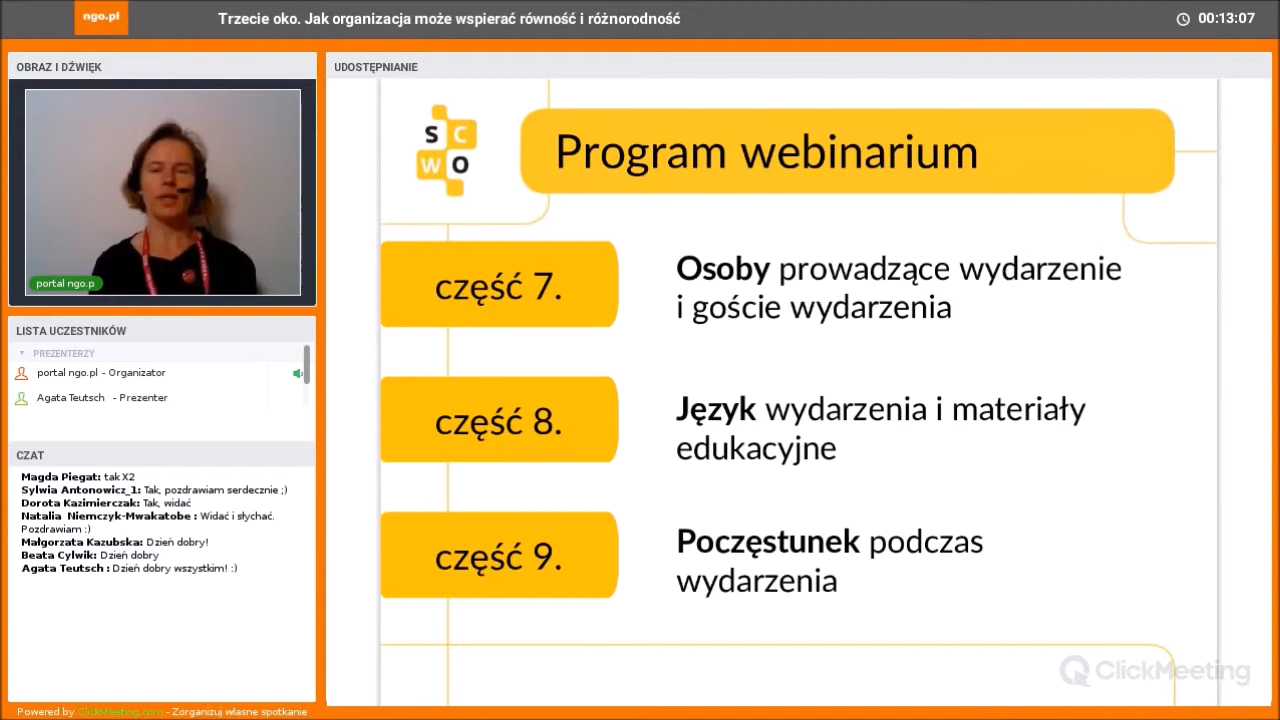 ngo.pl
Trzecie oko. Jak organizacja może wspierać równość i różnorodność
00:13:07
OBRAZ I DŹWIĘK
portal ngo.p
LISTA UCZESTNIKÓW
PREZENTERZY
portal ngo.pl - Organizator
Agata Teutsch - Prezenter
CZAT
Magda Piegat: tak X2
Sylwia Antonowicz_1: Tak, pozdrawiam serdecznie ;)
Dorota Kazimierczak: Tak, widać
Natalia Niemczyk-Mwakatobe : Widać i słychać.
Pozdrawiam :)
Małgorzata Kazubska: Dzień dobry!
Beata Cylwik: Dzień dobry
Agata Teutsch : Dzień dobry wszystkim! :)
Powered by ClickMeeting.com - Zorganizuj własne spotkanie
UDOSTĘPNIANIE
S C
W O
Program webinarium
część 7.
Osoby prowadzące wydarzenie
i goście wydarzenia
część 8.
Język wydarzenia i materiały
edukacyjne
część 9.
Poczęstunek podczas
wydarzenia
ClickMeeting